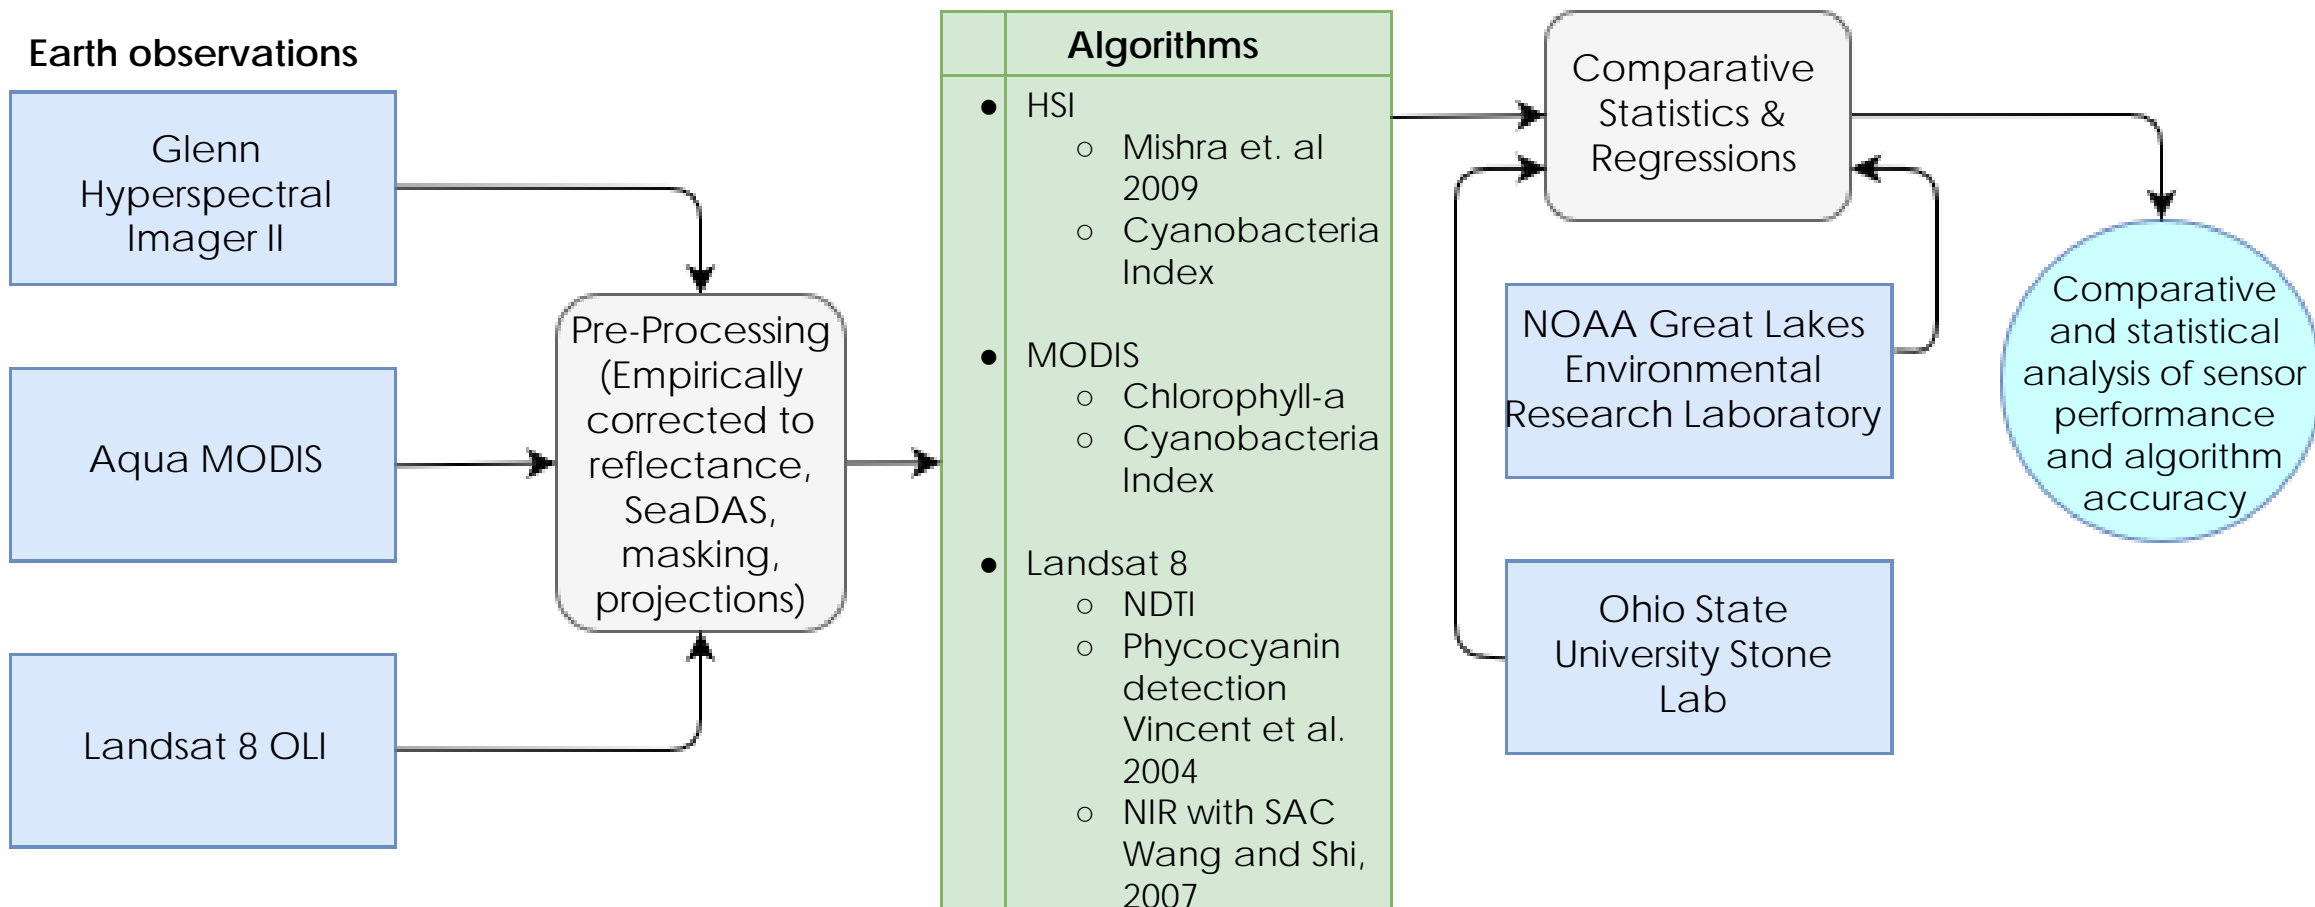 Earth observations
Glenn
Hyperspectral
Imager II
Aqua MODIS
Landsat 8 OLI
Pre-Processing
(Empirically
corrected to
reflectance,
SeaDAS,
masking,
projections)
Algorithms
● HSI
○ Mishra et. al
2009
○ Cyanobacteria
Index
● MODIS
○ Chlorophyll-a
○ Cyanobacteria
Index
● Landsat 8
○ NDTI
○ Phycocyanin
detection
Vincent et al.
2004
○ NIR with SAC
Wang and Shi,
2007
Comparative
Statistics &
Regressions
NOAA Great Lakes
Environmental
Research Laboratory
Ohio State
University Stone
Lab
Comparative
and statistical
analysis of sensor
performance
and algorithm
accuracy